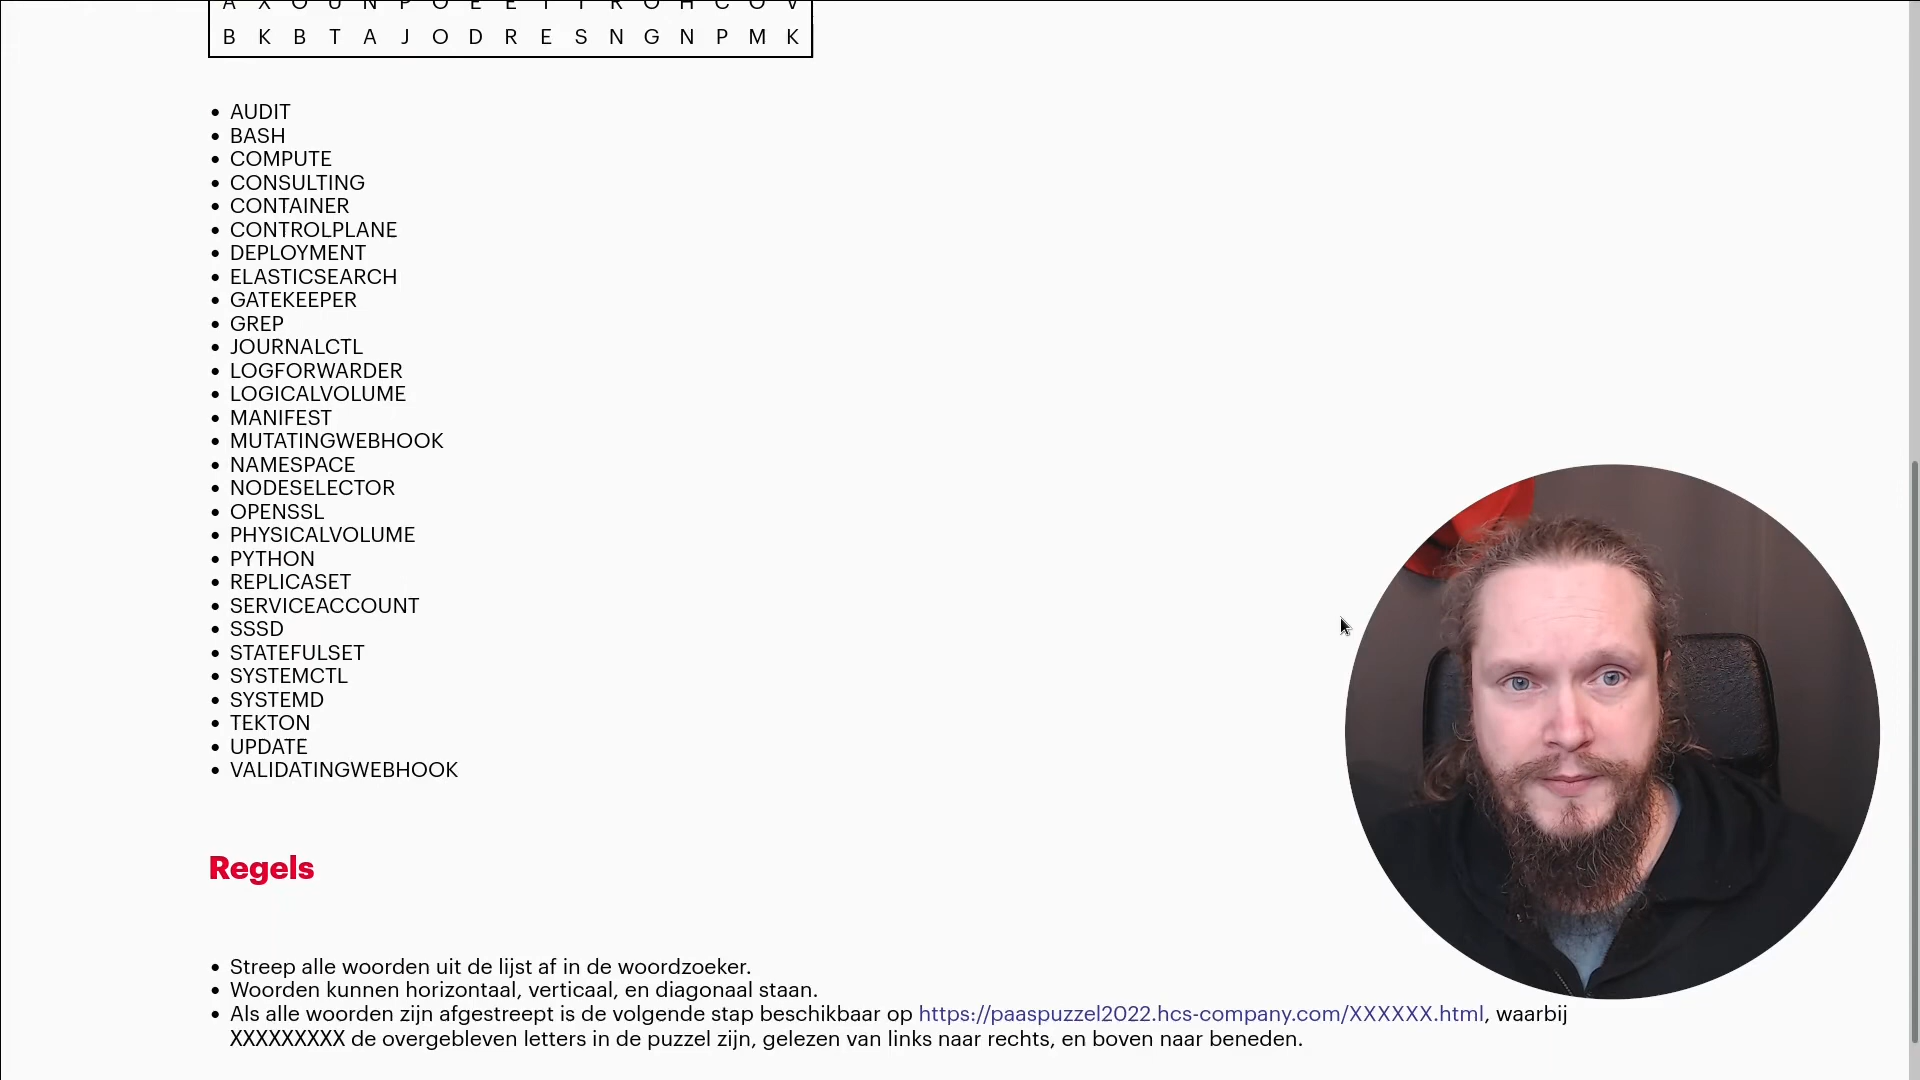 A X O U N P O E E T T R O H C O V
B K B T A J O D R E S N G N P M K
AUDIT
BASH
COMPUTE
CONSULTING
CONTAINER
CONTROLPLANE
DEPLOYMENT
ELASTICSEARCH
GATEKEEPER
GREP
JOURNALCTL
LOGFORWARDER
LOGICALVOLUME
MANIFEST
MUTATINGWEBHOOK
NAMESPACE
NODESELECTOR
OPENSSL
PHYSICALVOLUME
PYTHON
REPLICASET
SERVICEACCOUNT
SSSD
STATEFULSET
SYSTEMCTL
SYSTEMD
TEKTON
UPDATE
VALIDATINGWEBHOOK
Regels
Streep alle woorden uit de lijst af in de woordzoeker.
Woorden kunnen horizontaal, verticaal, en diagonaal staan.
Als alle woorden zijn afgestreept is de volgende stap beschikbaar op https://paaspuzzel2022.hcs-company.com/XXXXXX.html, waarbij
XXXXXXXXX de overgebleven letters in de puzzel zijn, gelezen van links naar rechts, en boven naar beneden.